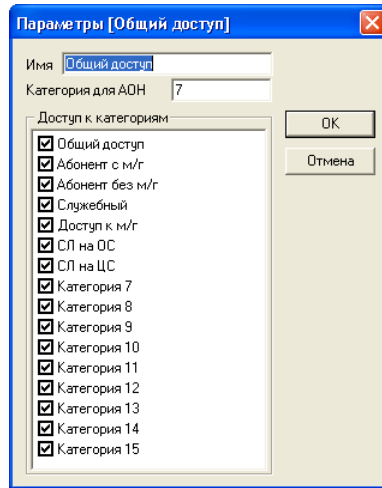 Параметры [Общий доступ]
Имя Общий доступ
Категория для АОН 7
Доступ к категориям
OK
Отмена
Общий доступ
Абонент с м/г
Абонент без м/г
Служебный
Доступ к м/г
СЛ на ОС
СЛ на ЦС
Категория 7
Категория 8
Категория 9
Категория 10
Категория 11
Категория 12
Категория 13
Категория 14
Категория 15